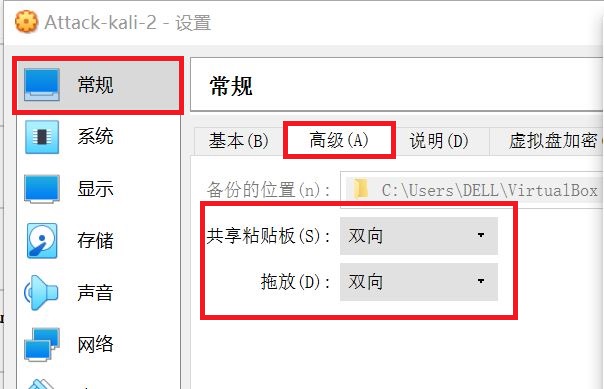 Attack-kali-2 - 设置
常规
系统
显示
存储
声音
网络
常规
基本(B)
高级(A)
说明(D)
虚拟盘加密(
备份的位置(n):
C:\Users\DELL\VirtualBox
共享粘贴板(S):
双向
拖放(D):
双向